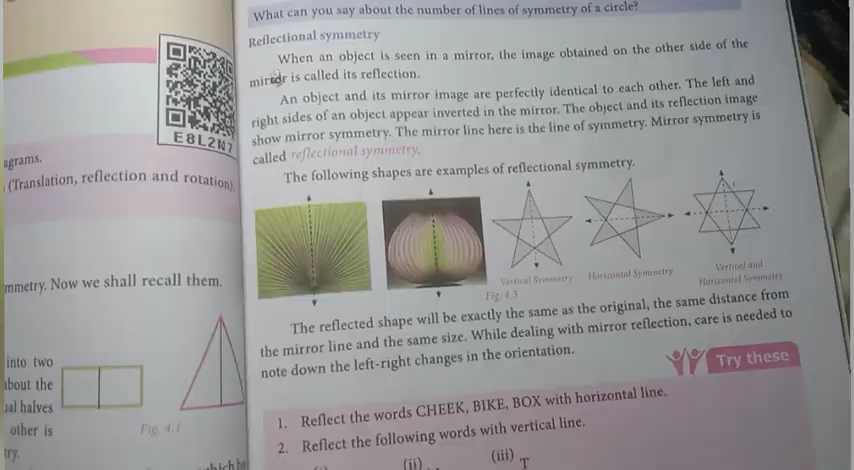 E8L2N7
agrams.
(Translation, reflection and rotation).
mmetry. Now we shall recall them.
into two
about the
ual halves
other is
try.
Fig. 4.1
which
What can you say about the number of lines of symmetry of a circle?
Reflectional symmetry
When an object is seen in a mirror, the image obtained on the other side of the
mirror is called its reflection.
An object and its mirror image are perfectly identical to each other. The left and
right sides of an object appear inverted in the mirror. The object and its reflection image
show mirror symmetry. The mirror line here is the line of symmetry. Mirror symmetry is
called reflectional symmetry.
The following shapes are examples of reflectional symmetry.
Vertical Symmetry
Horizontal Symmetry
Vertical and
Horizontal Symmetry
Fig. 4.3
The reflected shape will be exactly the same as the original, the same distance from
the mirror line and the same size. While dealing with mirror reflection, care is needed to
note down the left-right changes in the orientation.
Try these
1. Reflect the words CHEEK, BIKE, BOX with horizontal line.
2. Reflect the following words with vertical line.
(ii)
(iii) T